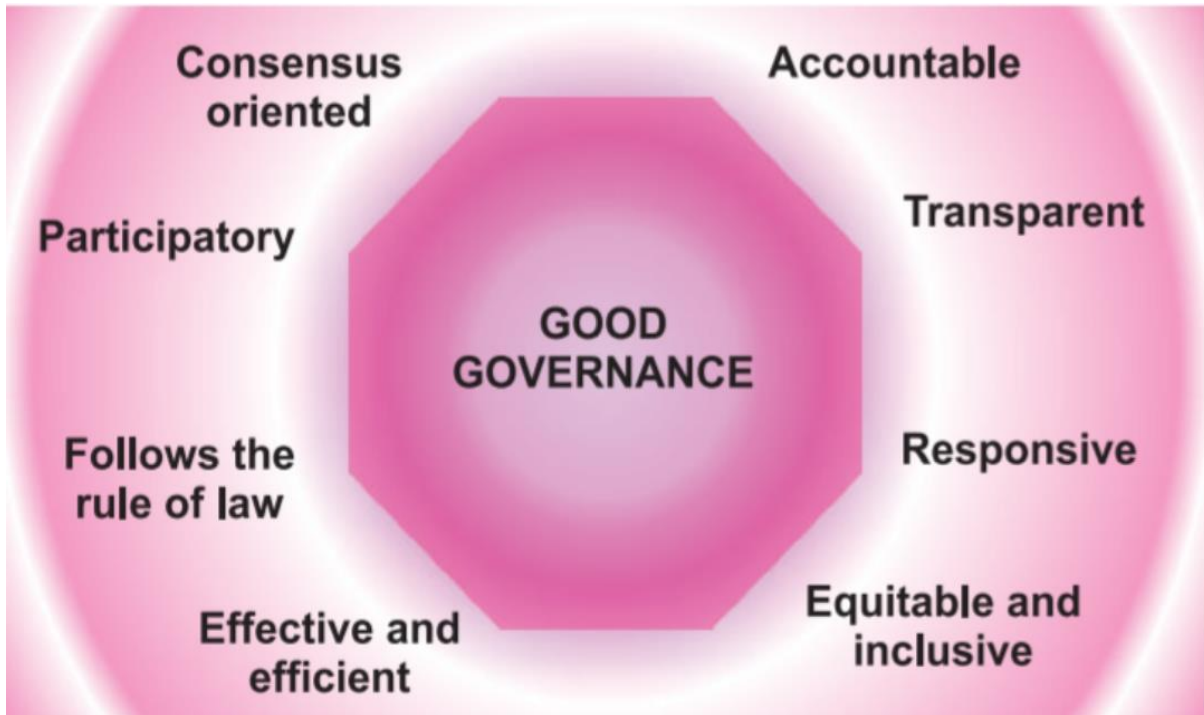 Consensus
oriented
Accountable
Participatory
Transparent
GOOD
GOVERNANCE
Follows the
rule of law
Responsive
Effective and
efficient
Equitable and
inclusive